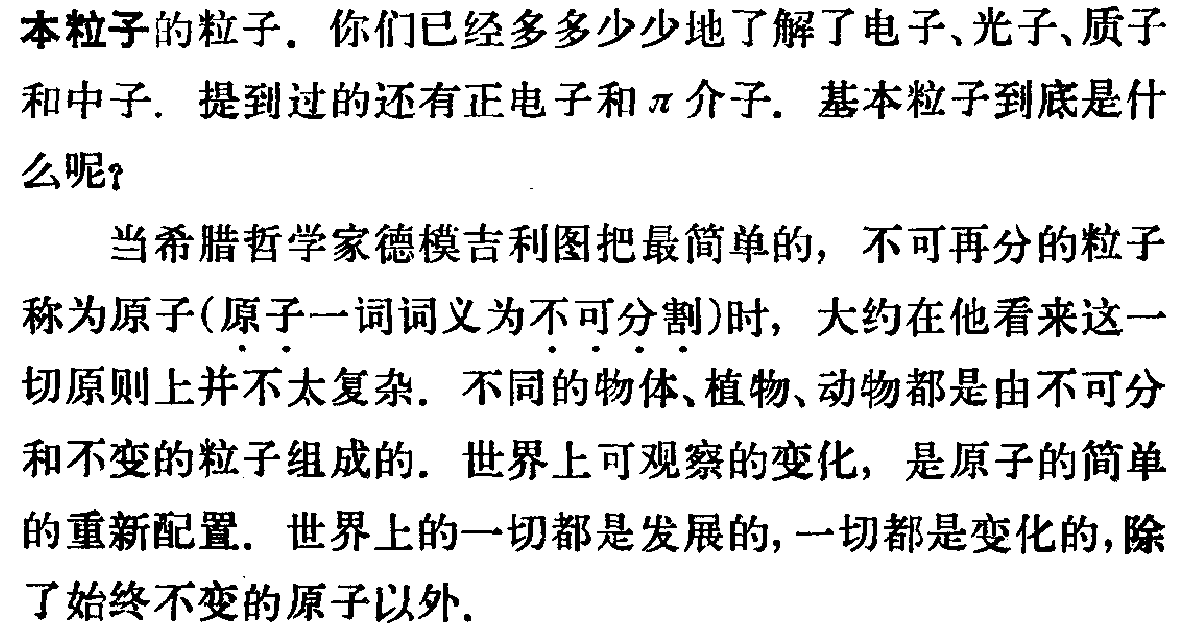 本粒子的粒子. 你们已经多多少少地了解了电子、光子、质子
和中子. 提到过的还有正电子和 π 介子. 基本粒子到底是什
么呢?
当希腊哲学家德模吉利图把最简单的, 不可再分的粒子
称为原子(原子一词词义为不可分割)时, 大约在他看来这一
切原则上并不太复杂. 不同的物体、植物、动物都是由不可分
和不变的粒子组成的. 世界上可观察的变化, 是原子的简单
的重新配置. 世界上的一切都是发展的, 一切都是变化的, 除
了始终不变的原子以外.